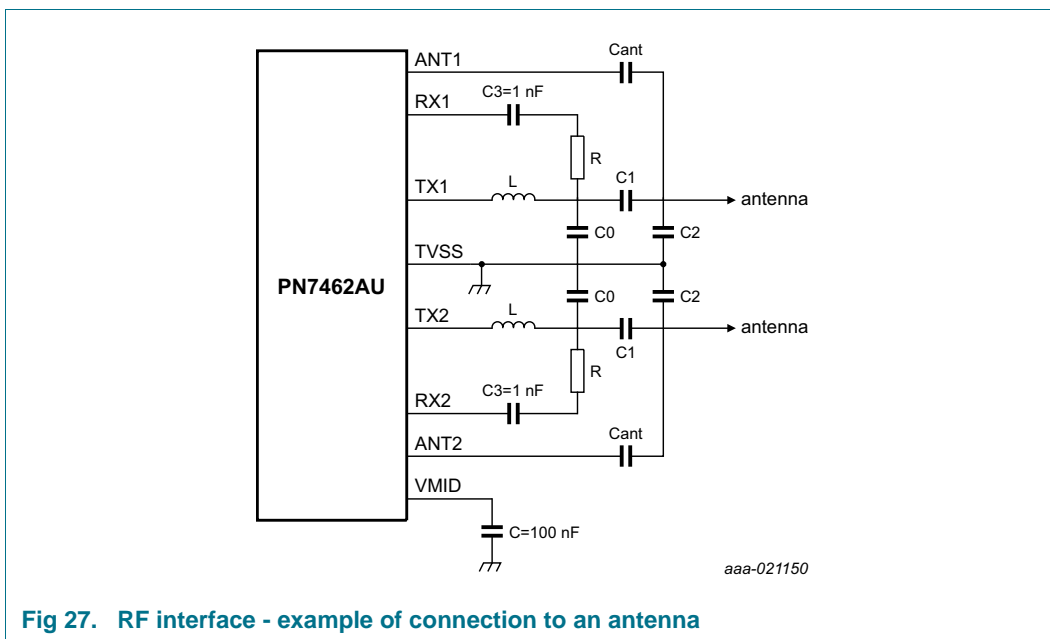 ANT1
Cant
RX1
C3=1 nF
R
TX1
L
C1
antenna
C0
C2
TVSS
PN7462AU
C0
C2
TX2
L
antenna
C1
R
C3=1 nF
RX2
Cant
ANT2
VMID
C=100 nF
aaa-021150
Fig 27. RF interface - example of connection to an antenna